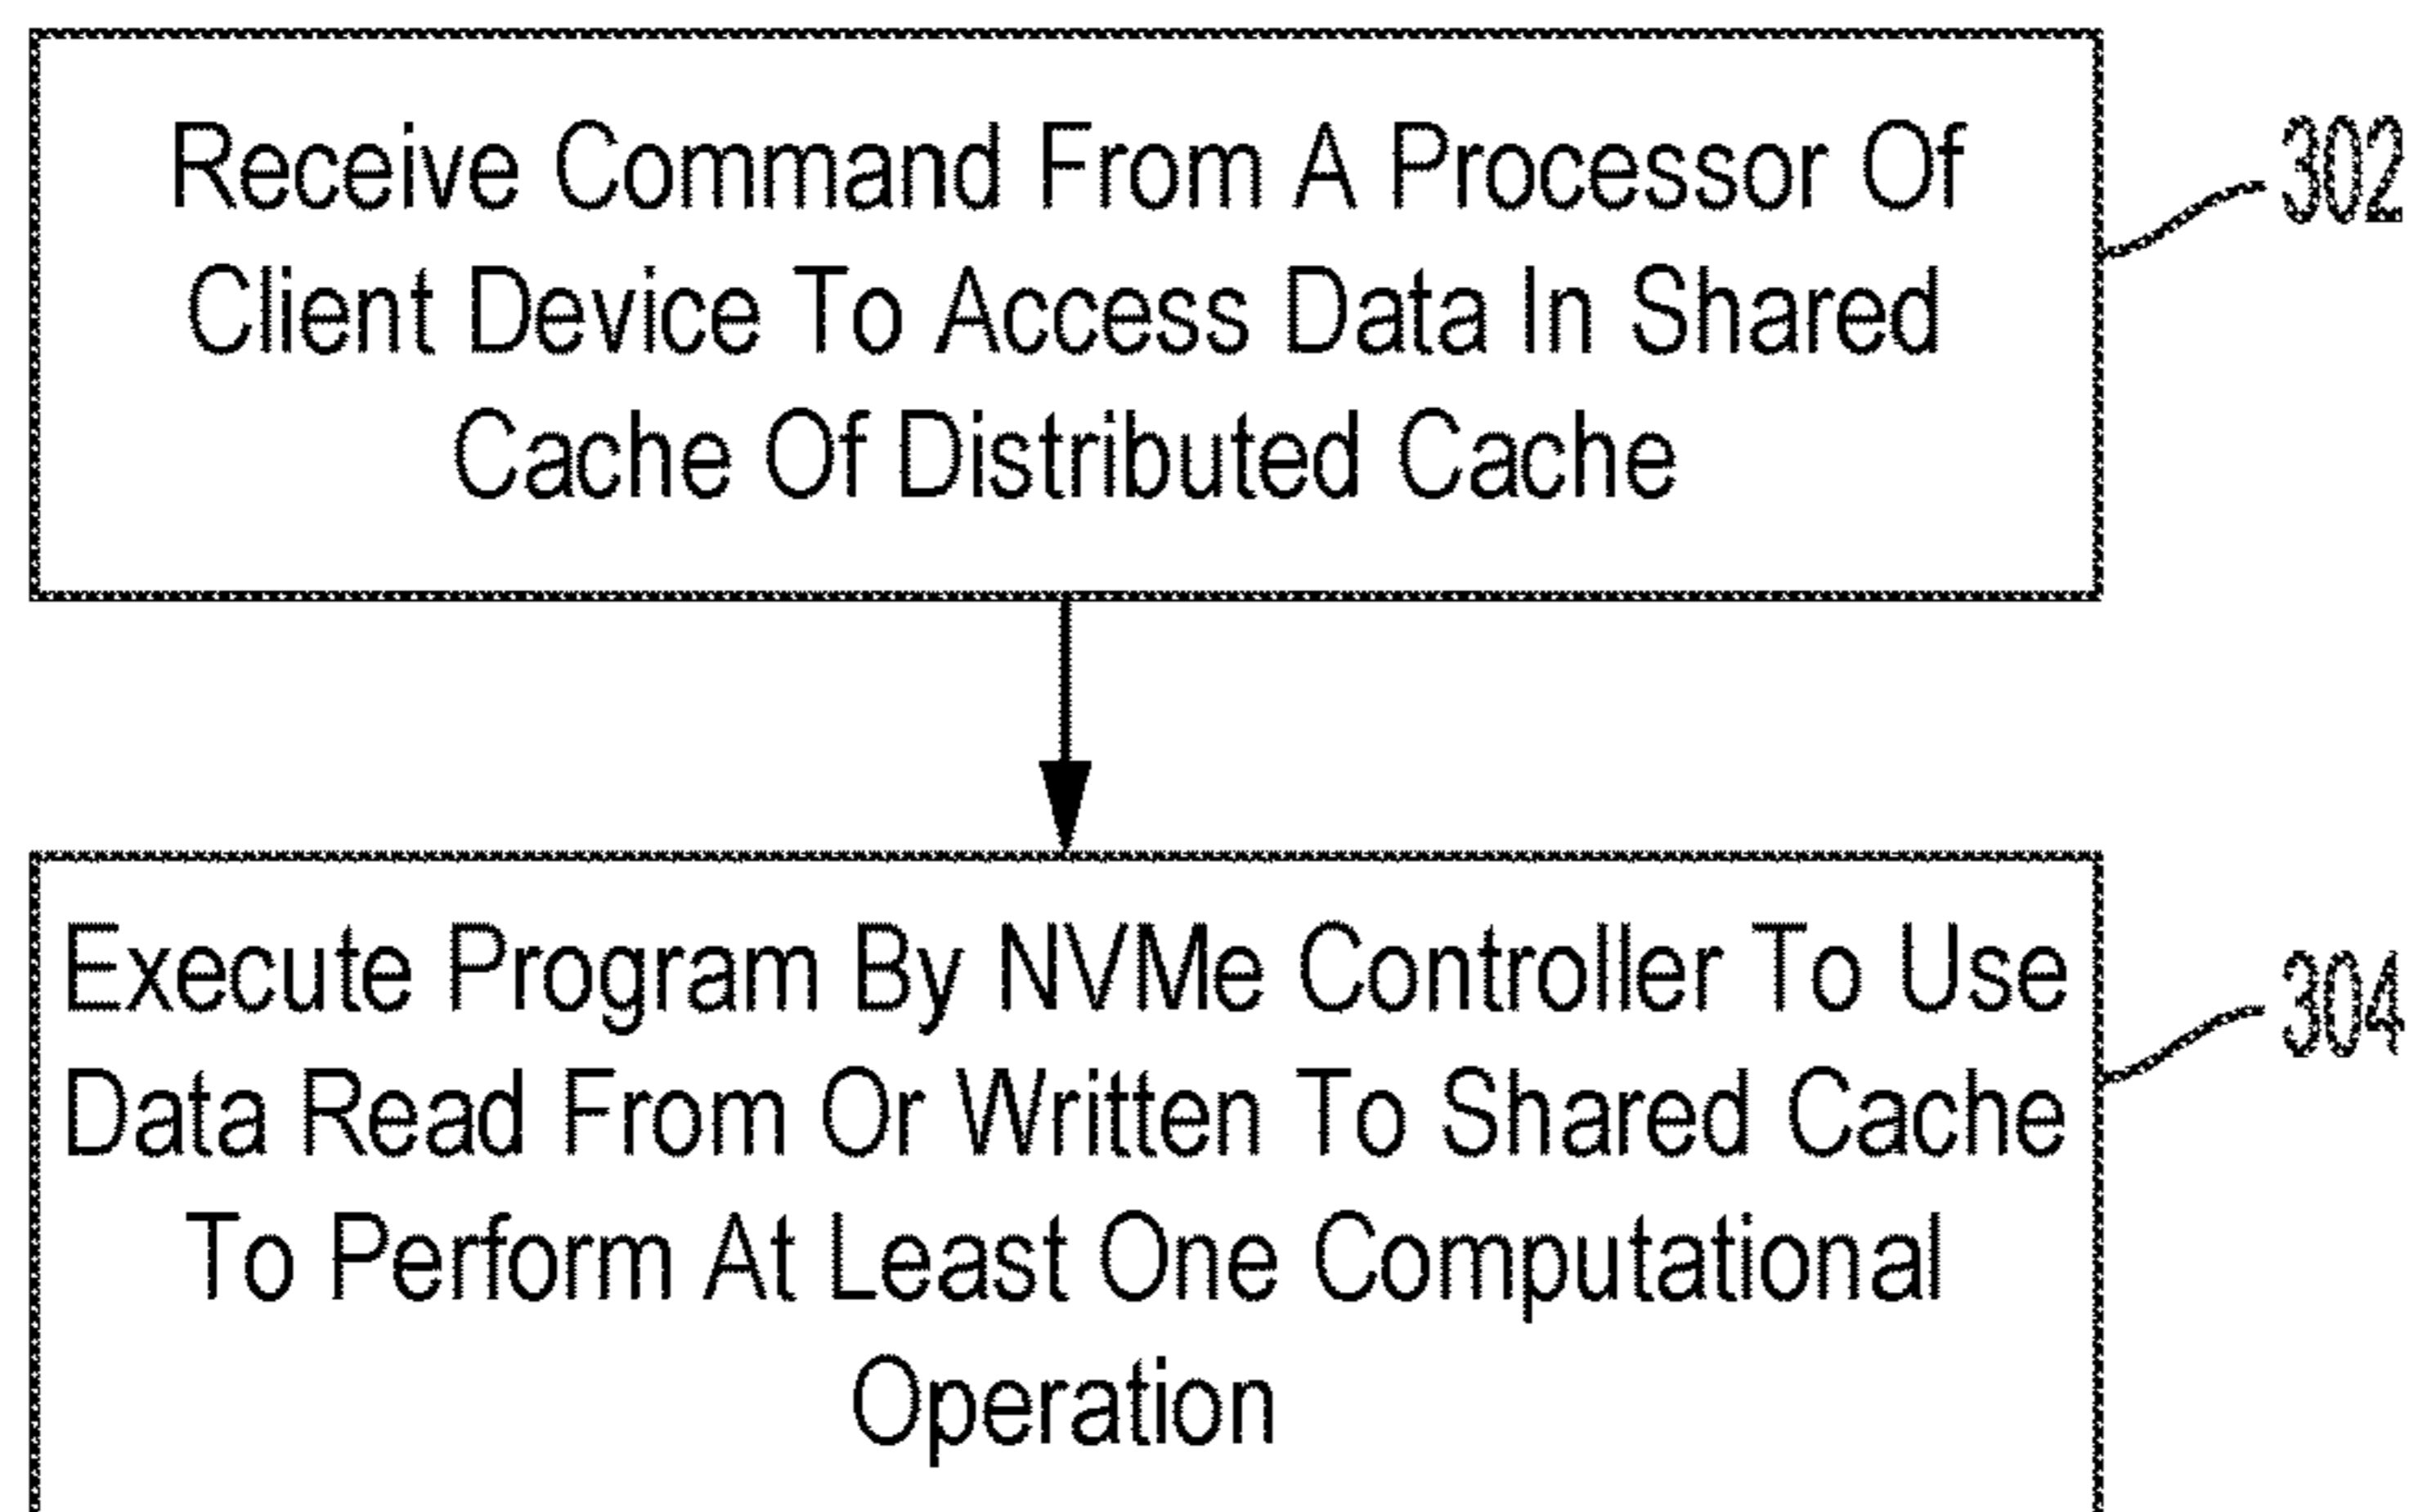 Receive Command From A Processor Of
Client Device To Access Data In Shared
Cache Of Distributed Cache
302
Execute Program By NVMe Controller To Use
Data Read From Or Written To Shared Cache
To Perform At Least One Computational
Operation
304